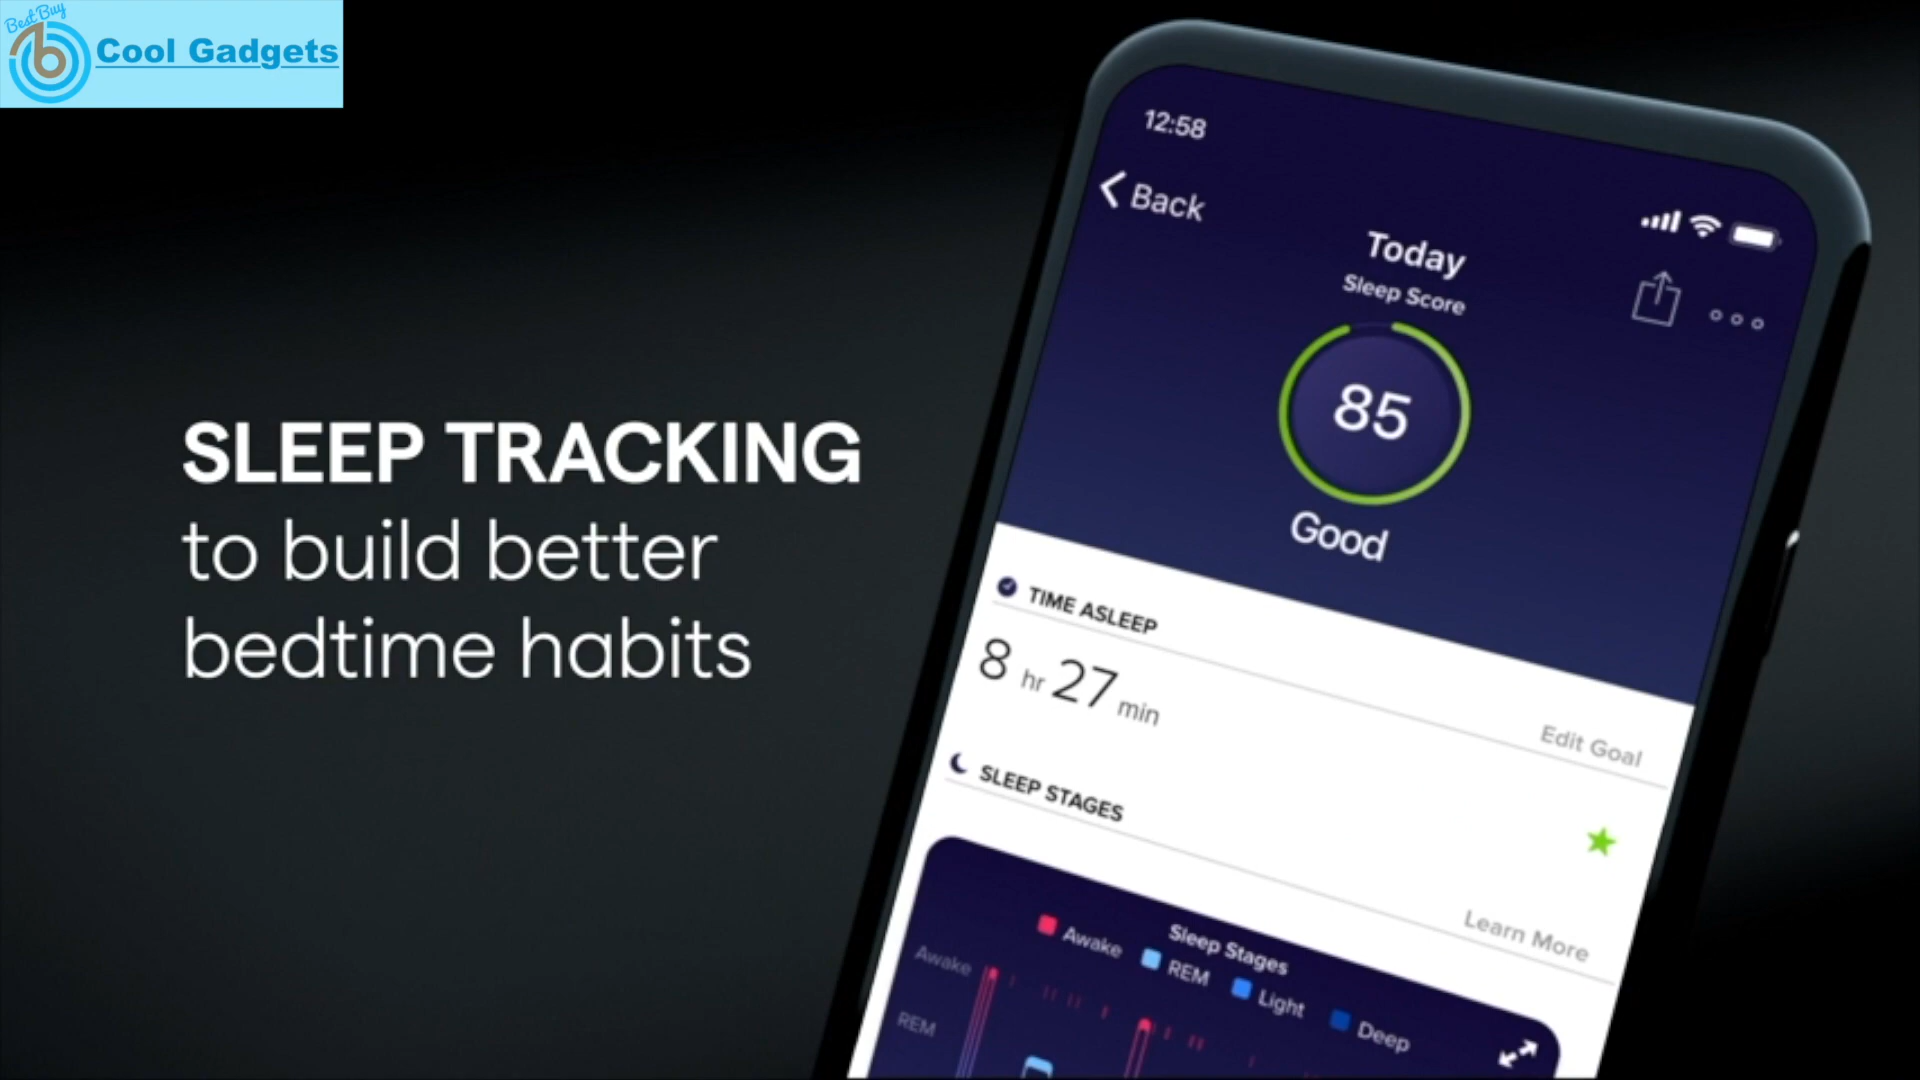 Best Buy
Cool Gadgets
SLEEP TRACKING
to build better
bedtime habits
12:58
Back
Today
Sleep Score
85
Good
TIME ASLEEP
8 hr 27 min
Edit Goal
SLEEP STAGES
Learn More
Sleep Stages
Awake
REM
Light
Deep
Awake
REM